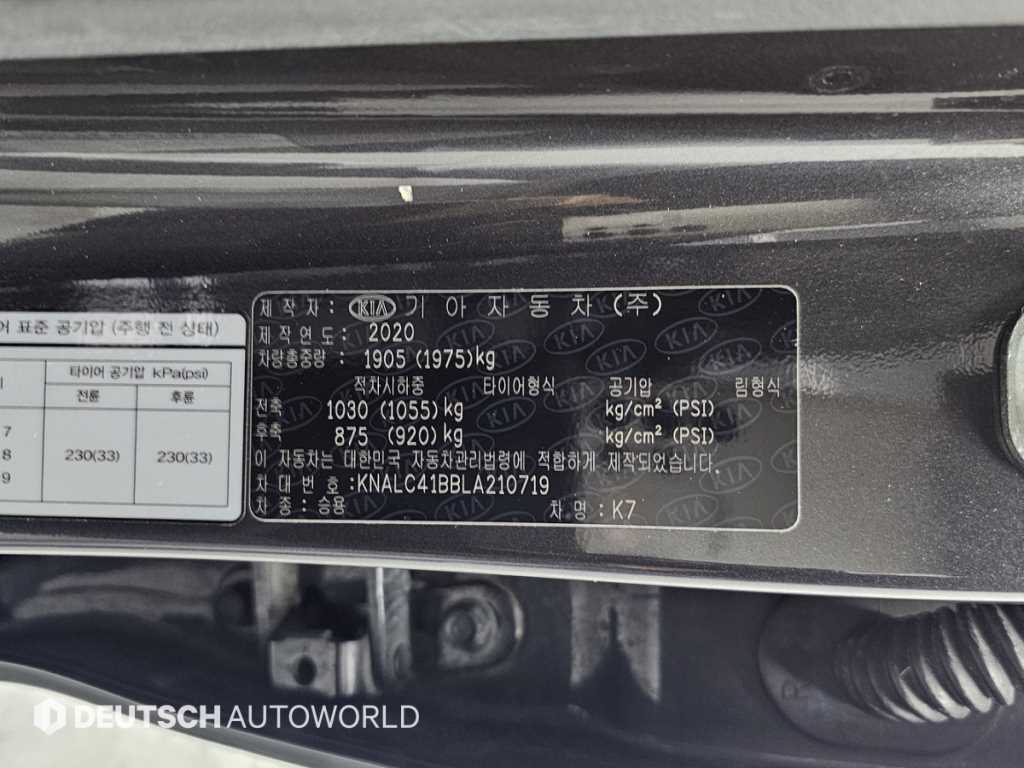 어 표준 공기압 (주행 전 상태)
타이어 공기압 kPa(psi)
전륜 후륜
7
8 230(33) 230(33)
9
제 작 자 : KIA 기 아 자 동 차 (주)
제 작 연 도 : 2020
차량총중량 : 1905 (1975)kg
적차시하중 타이어형식 공기압 림형식
전축 1030 (1055)kg kg/cm² (PSI)
후축 875 (920)kg kg/cm² (PSI)
이 자동차는 대한민국 자동차관리법령에 적합하게 제작되었습니다.
차 대 번 호 : KNALC41BBLA210719
차 종 : 승용 차 명 : K7
DEUTSCH AUTOWORLD